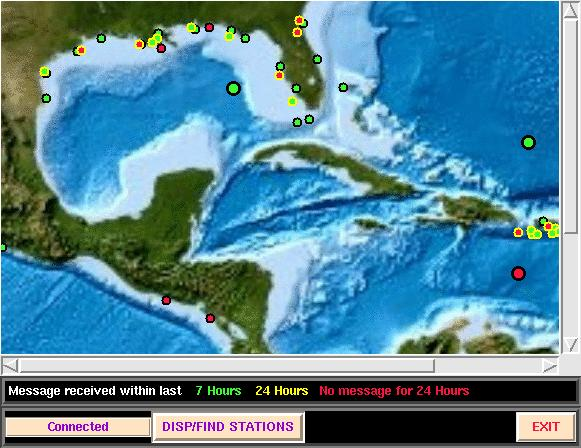 Message received within last 7 Hours 24 Hours No message for 24 Hours
Connected DISP/FIND STATIONS EXIT